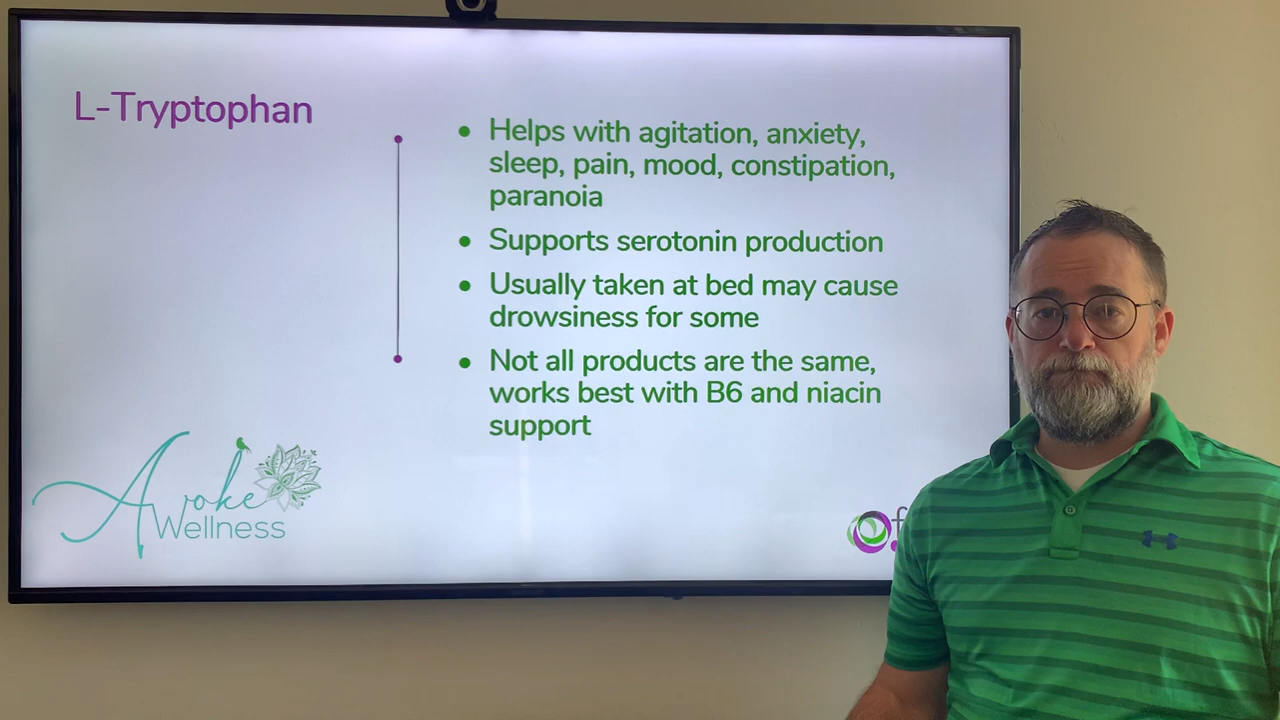 L-Tryptophan
• Helps with agitation, anxiety,
sleep, pain, mood, constipation,
paranoia
• Supports serotonin production
• Usually taken at bed may cause
drowsiness for some
• Not all products are the same,
works best with B6 and niacin
support
Awoke
Wellness
f